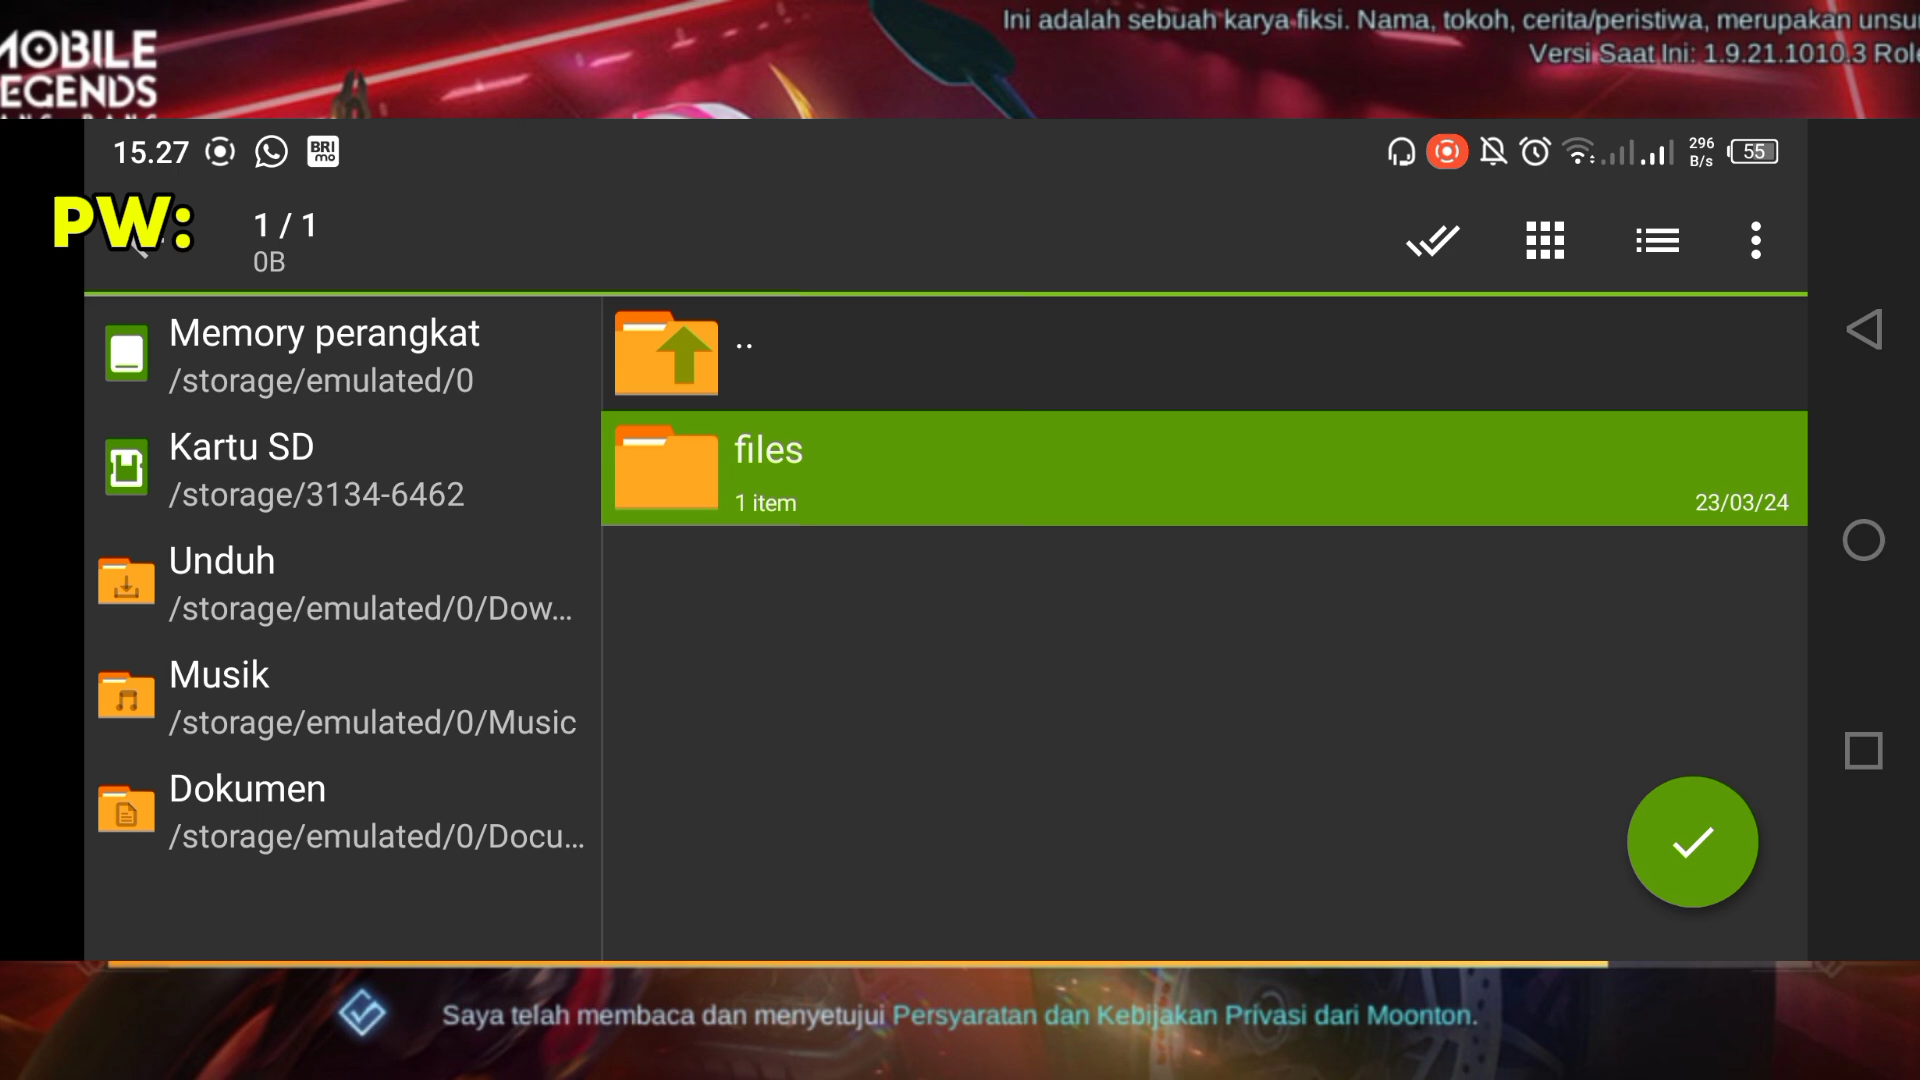 MOBILE
LEGENDS
Ini adalah sebuah karya fiksi. Nama, tokoh, cerita/peristiwa, merupakan
Versi Saat Ini: 1.9.21.1010.3
15.27
BRI
mo
296
B/s
55
PW:
1 / 1
0B
Memory perangkat
/storage/emulated/0
Kartu SD
/storage/3134-6462
Unduh
/storage/emulated/0/Dow...
Musik
/storage/emulated/0/Music
Dokumen
/storage/emulated/0/Docu...
..
files
1 item
23/03/24
Saya telah membaca dan menyetujui Persyaratan dan Kebijakan Privasi dari Moonton.